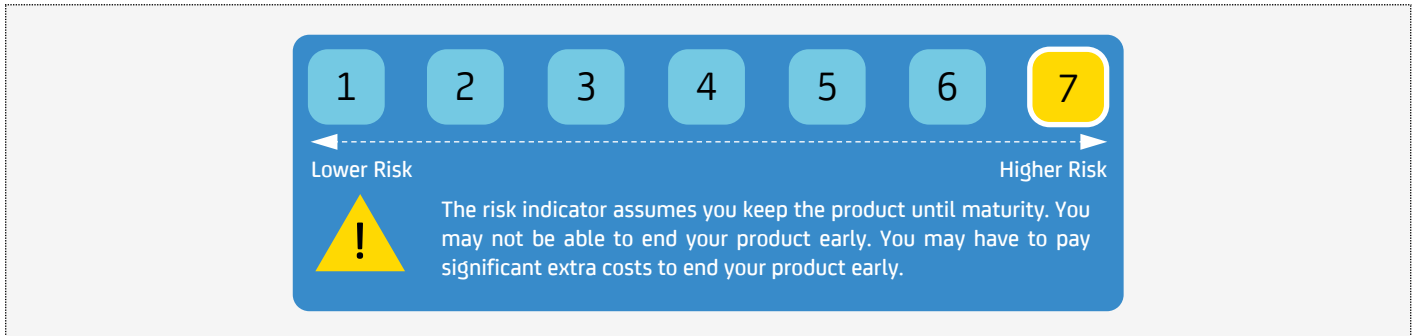 1 2 3 4 5 6 7
Lower Risk Higher Risk
! The risk indicator assumes you keep the product until maturity. You
may not be able to end your product early. You may have to pay
significant extra costs to end your product early.